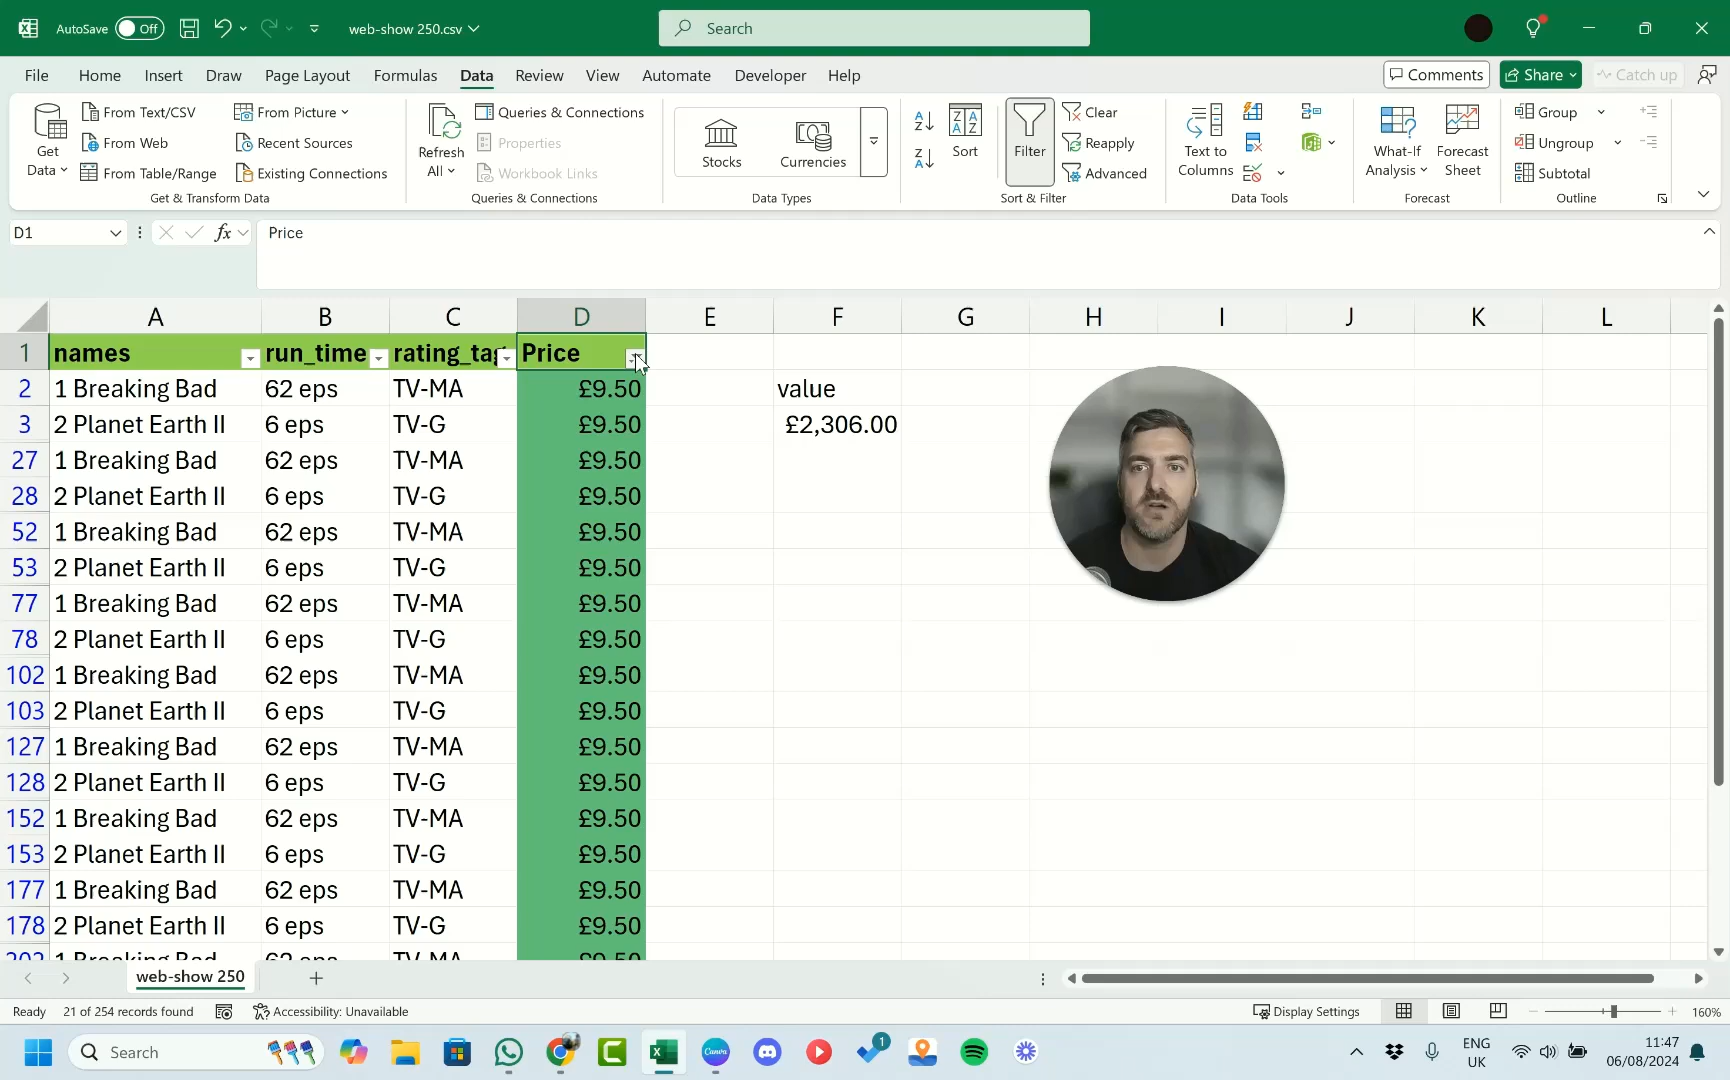 AutoSave Off web-show 250.csv Search
File Home Insert Draw Page Layout Formulas Data Review View Automate Developer Help Comments Share Catch up
From Text/CSV From Picture Queries & Connections Clear Group
From Web Recent Sources Properties Reapply Ungroup
From Table/Range Existing Connections Workbook Links Advanced Subtotal
Get Data Refresh All Stocks Currencies Sort Filter Text to Columns What-If Analysis Forecast Sheet
Get & Transform Data Queries & Connections Data Types Sort & Filter Data Tools Forecast Outline
D1 fx Price
A B C D E F G H I J K L
1 names run_time rating_tag Price
2 1 Breaking Bad 62 eps TV-MA £9.50 value
3 2 Planet Earth II 6 eps TV-G £9.50 £2,306.00
27 1 Breaking Bad 62 eps TV-MA £9.50
28 2 Planet Earth II 6 eps TV-G £9.50
52 1 Breaking Bad 62 eps TV-MA £9.50
53 2 Planet Earth II 6 eps TV-G £9.50
77 1 Breaking Bad 62 eps TV-MA £9.50
78 2 Planet Earth II 6 eps TV-G £9.50
102 1 Breaking Bad 62 eps TV-MA £9.50
103 2 Planet Earth II 6 eps TV-G £9.50
127 1 Breaking Bad 62 eps TV-MA £9.50
128 2 Planet Earth II 6 eps TV-G £9.50
152 1 Breaking Bad 62 eps TV-MA £9.50
153 2 Planet Earth II 6 eps TV-G £9.50
177 1 Breaking Bad 62 eps TV-MA £9.50
178 2 Planet Earth II 6 eps TV-G £9.50
web-show 250
Ready 21 of 254 records found Accessibility: Unavailable Display Settings 160%
Search Canva 1 ENG UK 11:47 06/08/2024